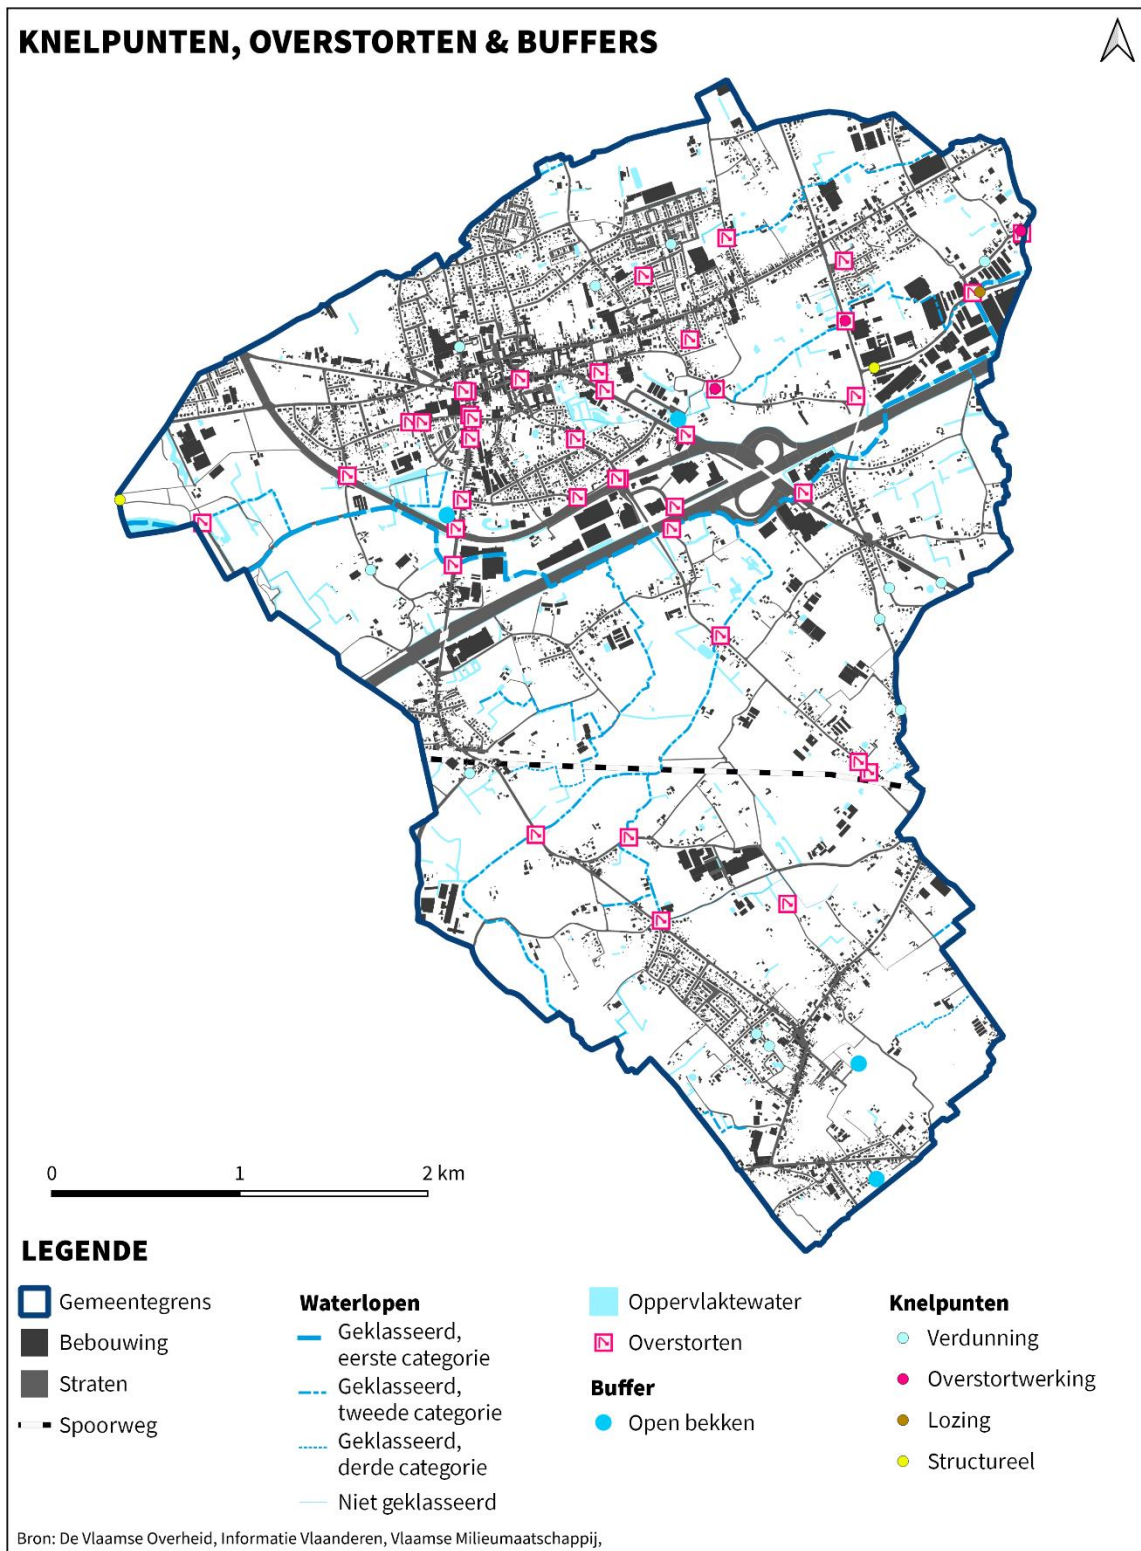 KNELPUNTEN, OVERSTORTEN & BUFFERS
0 1 2 km
LEGENDE
Gemeentegrens
Bebouwing
Straten
Spoorweg
Waterlopen
Geklasseerd,
eerste categorie
Geklasseerd,
tweede categorie
Geklasseerd,
derde categorie
Niet geklasseerd
Oppervlaktewater
Overstorten
Buffer
Open bekken
Knelpunten
Verdunning
Overstortwerking
Lozing
Structureel
Bron: De Vlaamse Overheid, Informatie Vlaanderen, Vlaamse Milieumaatschappij,